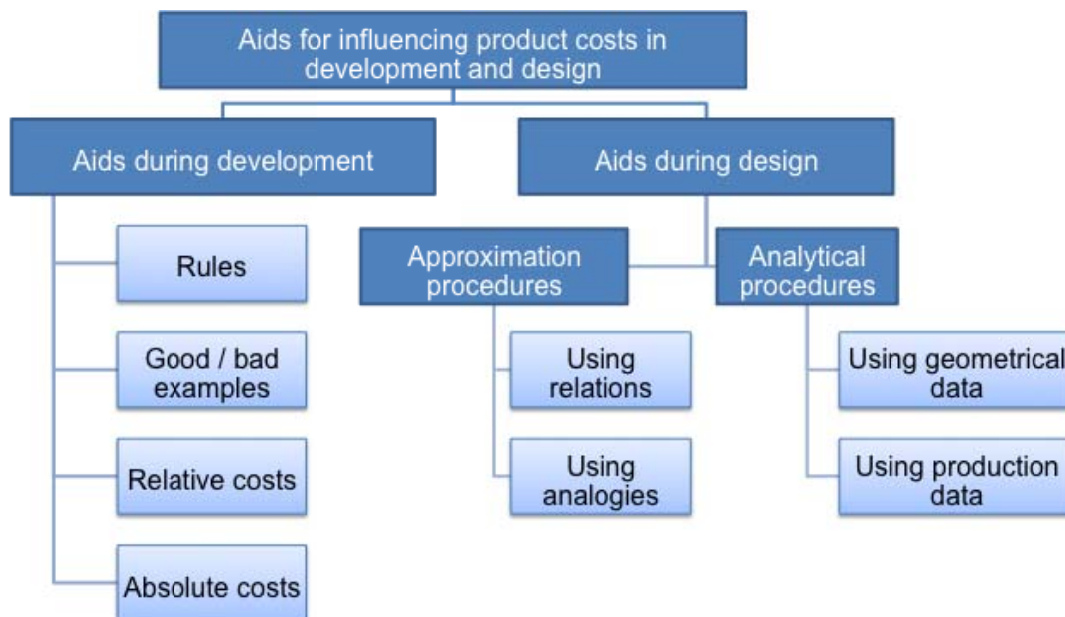 Aids for influencing product costs in
development and design
Aids during development
Aids during design
Rules
Good / bad
examples
Relative costs
Absolute costs
Approximation
procedures
Using
relations
Using
analogies
Analytical
procedures
Using geometrical
data
Using production
data